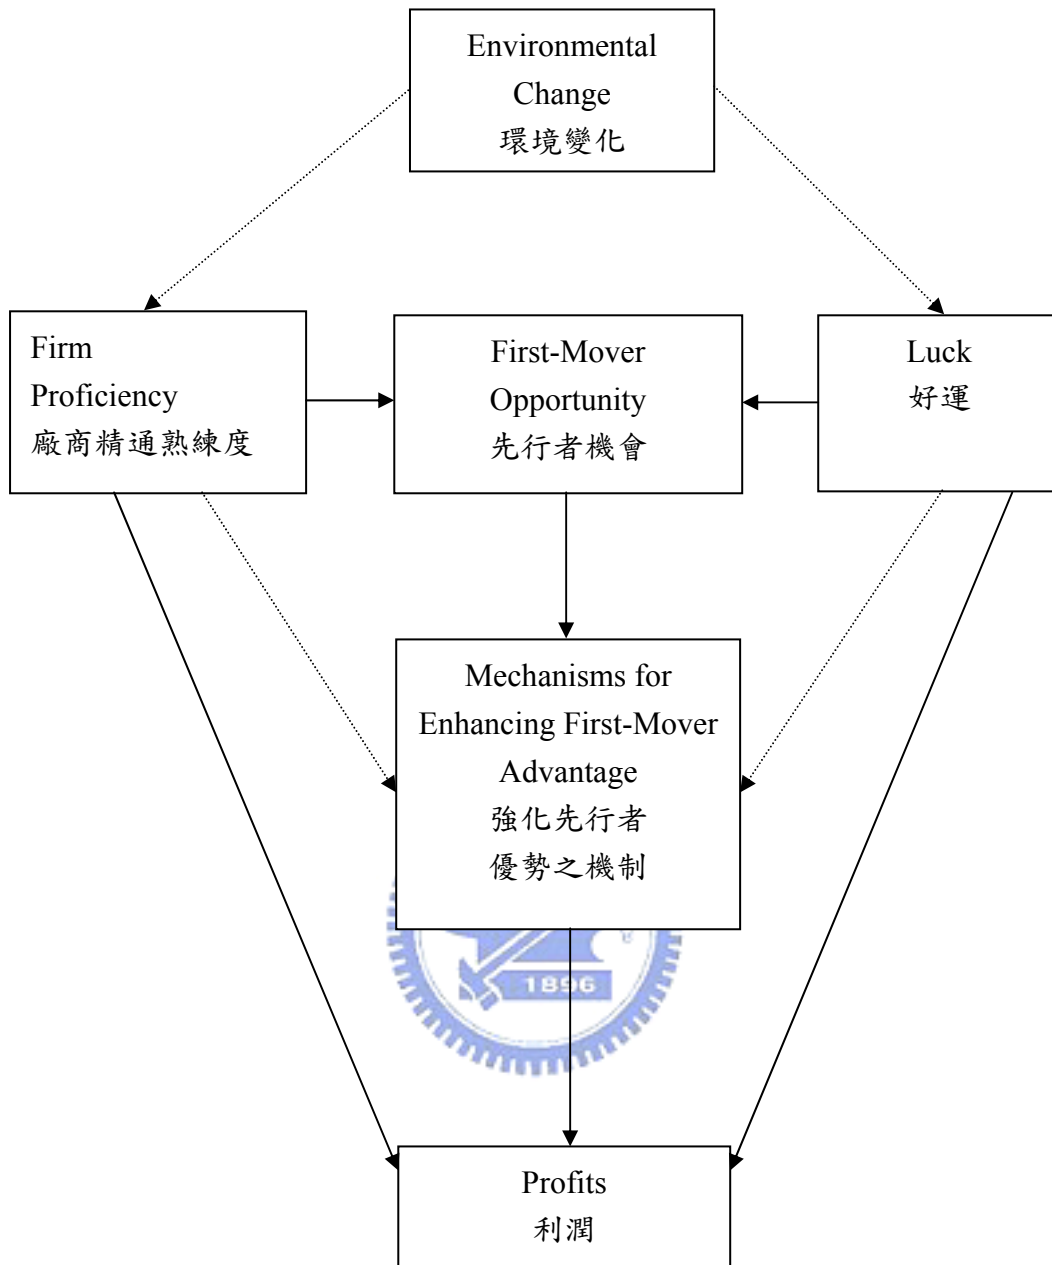 Environmental
Change
環境變化
Firm
Proficiency
廠商精通熟練度
First-Mover
Opportunity
先行者機會
Luck
好運
Mechanisms for
Enhancing First-Mover
Advantage
強化先行者
優勢之機制
1896
Profits
利潤